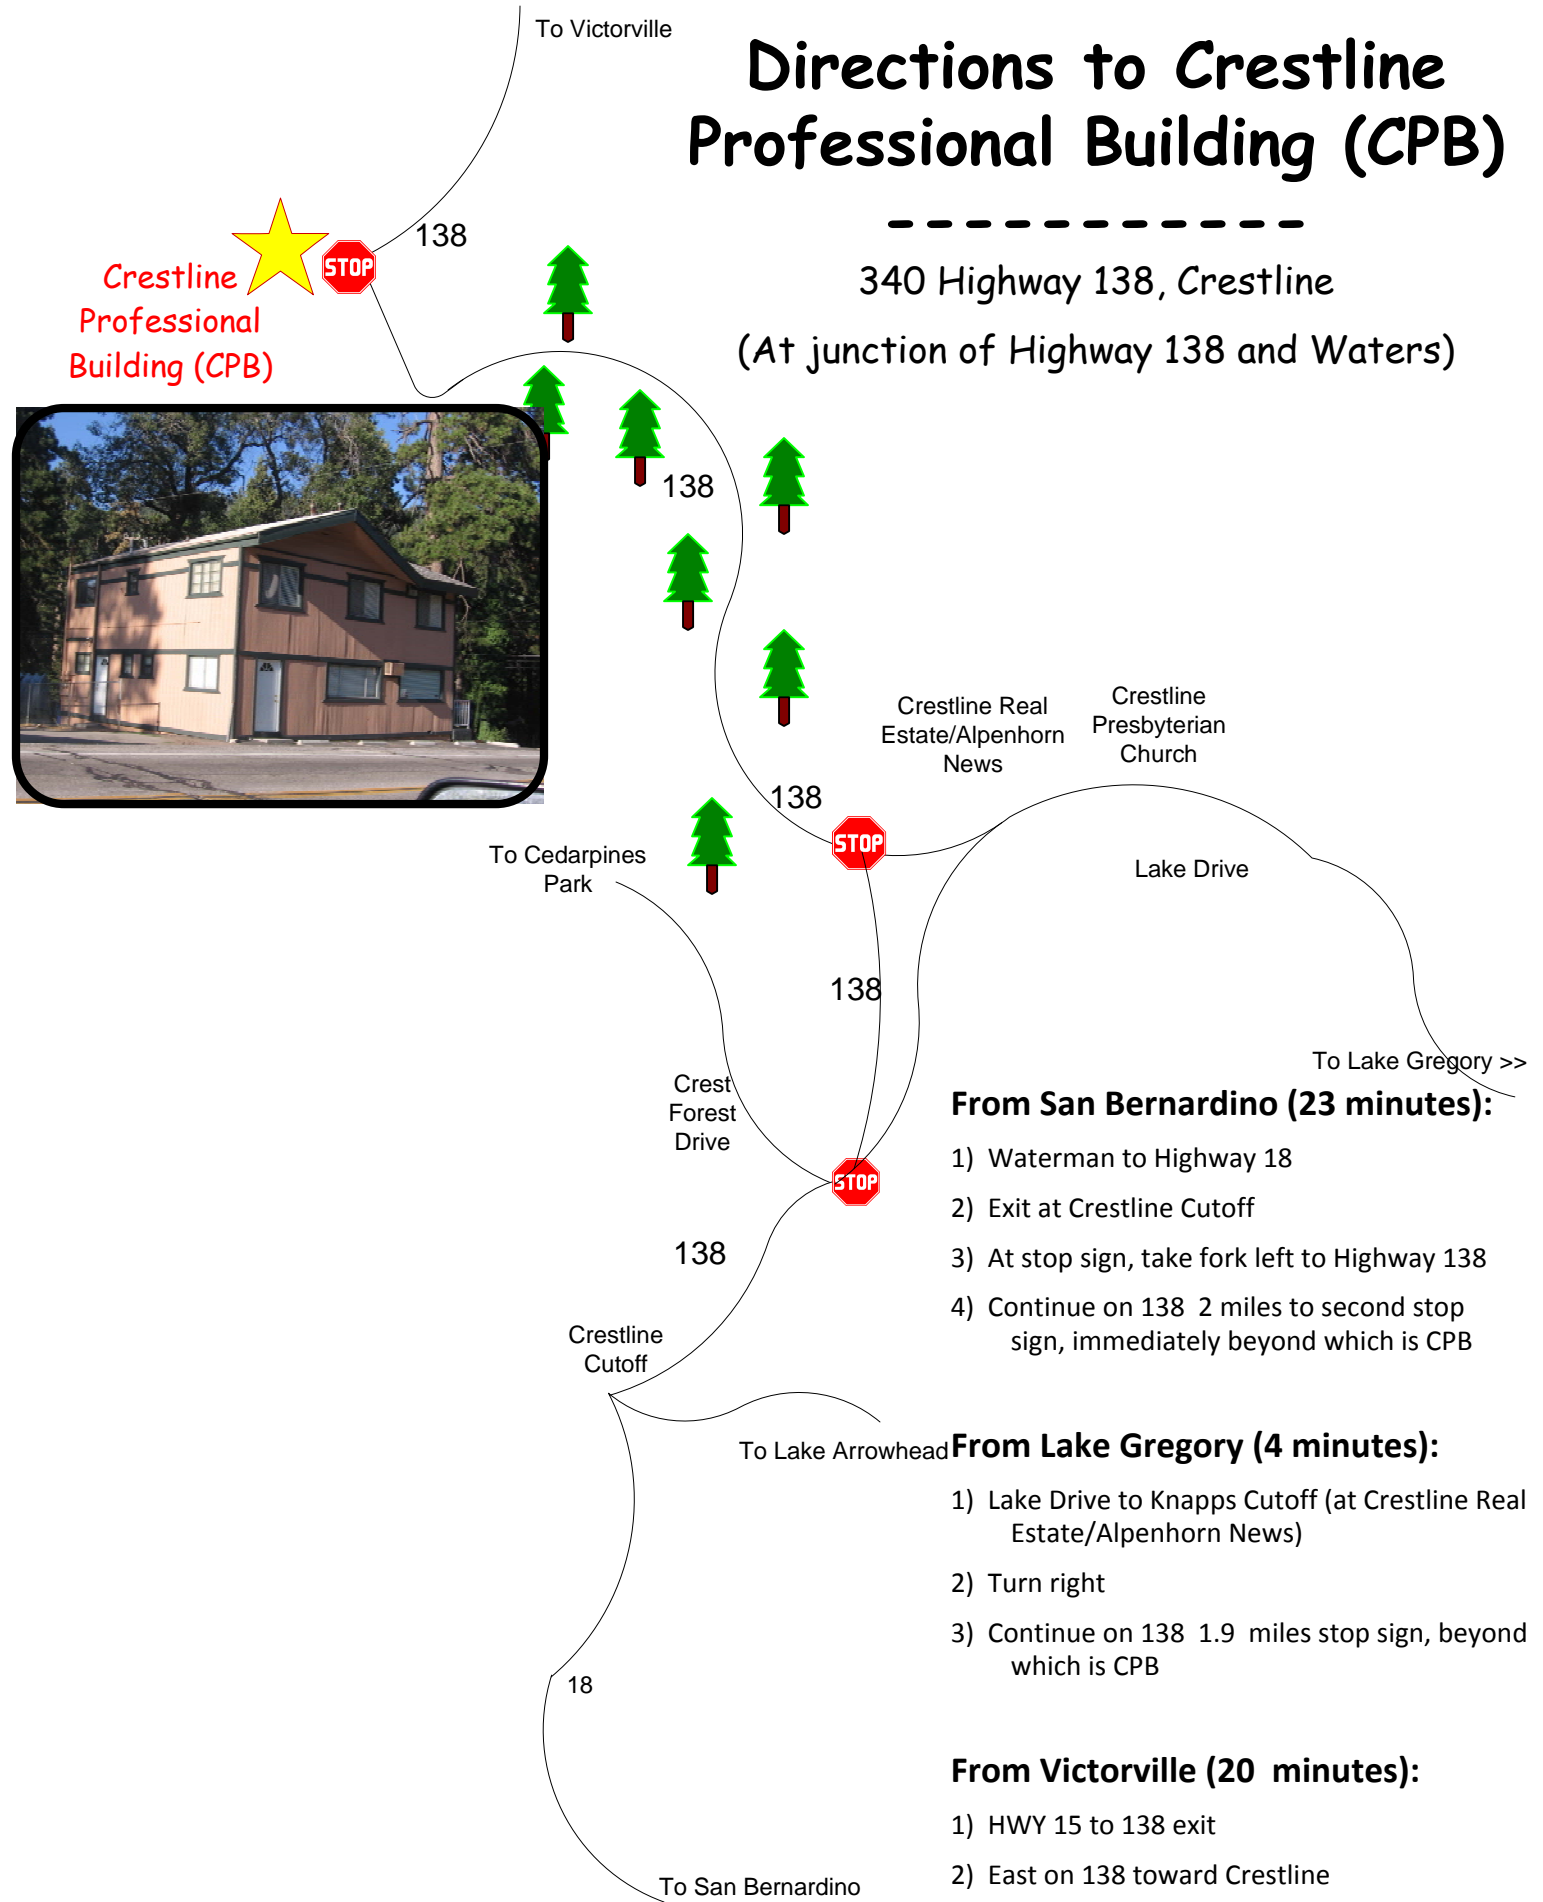 To Victorville
Directions to Crestline
Professional Building (CPB)
- - - - - - - - - - - -
340 Highway 138, Crestline
(At junction of Highway 138 and Waters)
138
STOP
Crestline
Professional
Building (CPB)
138
Crestline Real
Estate/Alpenhorn
News
Crestline
Presbyterian
Church
138
STOP
To Cedarpines
Park
Lake Drive
138
To Lake Gregory >>
Crest
Forest
Drive
STOP
138
Crestline
Cutoff
To Lake Arrowhead
18
To San Bernardino
From San Bernardino (23 minutes):
1) Waterman to Highway 18
2) Exit at Crestline Cutoff
3) At stop sign, take fork left to Highway 138
4) Continue on 138  2 miles to second stop
sign, immediately beyond which is CPB
From Lake Gregory (4 minutes):
1) Lake Drive to Knapps Cutoff (at Crestline Real
Estate/Alpenhorn News)
2) Turn right
3) Continue on 138  1.9  miles stop sign, beyond
which is CPB
From Victorville (20  minutes):
1) HWY 15 to 138 exit
2) East on 138 toward Crestline